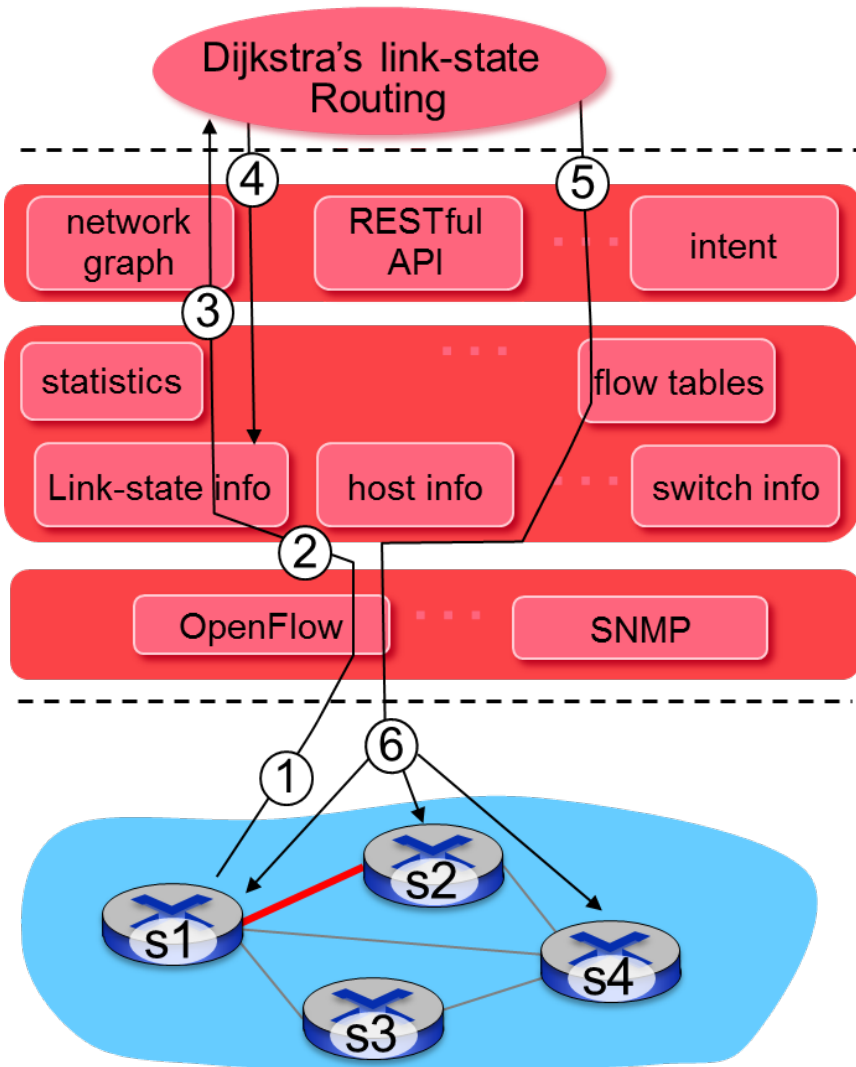 Dijkstra’s link-state
Routing
4
5
network
graph
RESTful
API
intent
3
statistics
flow tables
Link-state info
host info
switch info
2
OpenFlow
SNMP
1
6
s2
s1
s4
s3